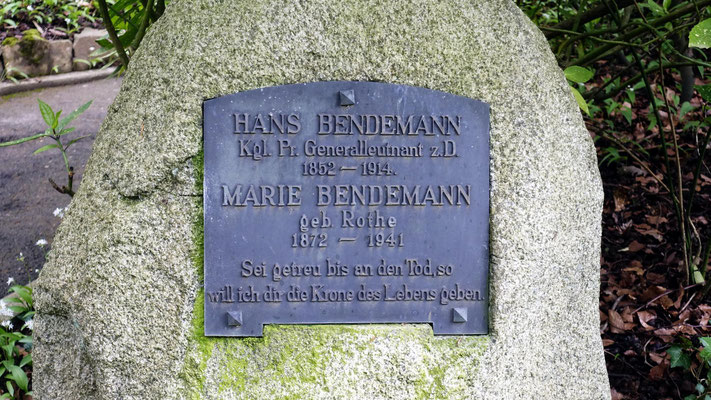 HANS BENDEMANN
Kgl. Pr. Generalleutnant z.D.
1852 — 1914.
MARIE BENDEMANN
geb. Rothe
1872 — 1941
Sei getreu bis an den Tod, so
will ich dir die Krone des Lebens geben.